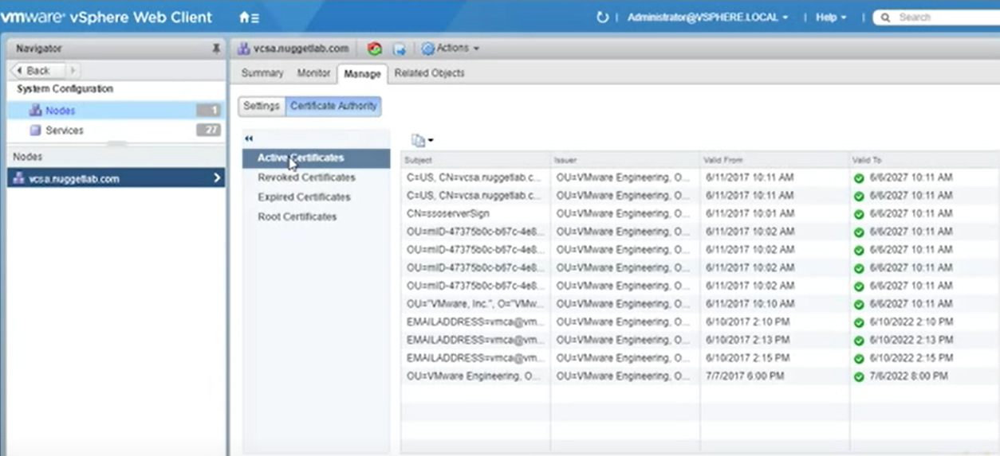 vmware® vSphere Web Client
Administrator@VSPHERE.LOCAL
Help
Search
Navigator
Back
System Configuration
Nodes 1
Services 27
Nodes
vcsa.nuggetlab.com
vcsa.nuggetlab.com
Actions
Summary Monitor Manage Related Objects
Settings Certificate Authority
Active Certificates
Revoked Certificates
Expired Certificates
Root Certificates
Subject Issuer Valid From Valid To
C=US, CN=vcsa.nuggetlab.c... OU=VMware Engineering, O... 6/11/2017 10:11 AM 6/6/2027 10:11 AM
C=US, CN=vcsa.nuggetlab.c... OU=VMware Engineering, O... 6/11/2017 10:11 AM 6/6/2027 10:11 AM
CN=ssoserverSign OU=VMware Engineering, O... 6/11/2017 10:01 AM 6/6/2027 10:11 AM
OU=mID-47375b0c-b67c-4e8... OU=VMware Engineering, O... 6/11/2017 10:02 AM 6/6/2027 10:11 AM
OU=mID-47375b0c-b67c-4e8... OU=VMware Engineering, O... 6/11/2017 10:02 AM 6/6/2027 10:11 AM
OU=mID-47375b0c-b67c-4e8... OU=VMware Engineering, O... 6/11/2017 10:02 AM 6/6/2027 10:11 AM
OU=mID-47375b0c-b67c-4e8... OU=VMware Engineering, O... 6/11/2017 10:02 AM 6/6/2027 10:11 AM
OU="VMware, Inc.", O="VMw... OU=VMware Engineering, O... 6/11/2017 10:10 AM 6/6/2027 10:11 AM
EMAILADDRESS=vmca@vm... OU=VMware Engineering, O... 6/10/2017 2:10 PM 6/10/2022 2:10 PM
EMAILADDRESS=vmca@vm... OU=VMware Engineering, O... 6/10/2017 2:13 PM 6/10/2022 2:13 PM
EMAILADDRESS=vmca@vm... OU=VMware Engineering, O... 6/10/2017 2:15 PM 6/10/2022 2:15 PM
OU=VMware Engineering, O... OU=VMware Engineering, O... 7/7/2017 6:00 PM 7/6/2022 8:00 PM